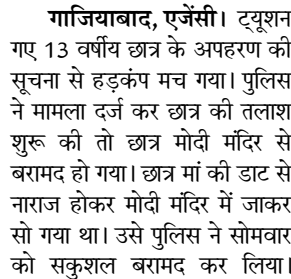 गाजियाबाद, एजेंसी। ट्यूशन
गए 13 वर्षीय छात्र के अपहरण की
सूचना से हड़कंप मच गया। पुलिस
ने मामला दर्ज कर छात्र की तलाश
शुरू की तो छात्र मोदी मंदिर से
बरामद हो गया। छात्र मां की डाट से
नाराज होकर मोदी मंदिर में जाकर
सो गया था। उसे पुलिस ने सोमवार
को सकुशल बरामद कर लिया।